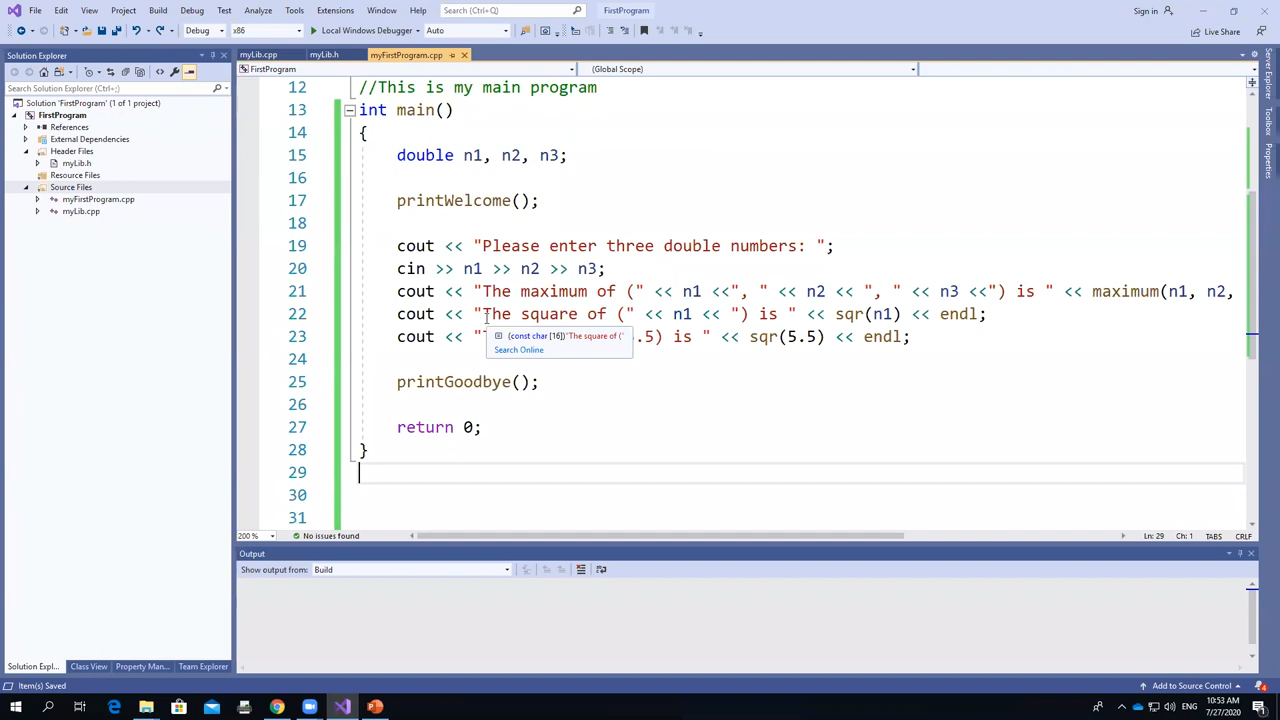 File Edit View Project Build Debug Test Analyze Tools Extensions Window Help Search (Ctrl+Q) FirstProgram Sign in
Debug x86 Local Windows Debugger Auto Live Share
Solution Explorer
Search Solution Explorer (Ctrl+;)
Solution 'FirstProgram' (1 of 1 project)
FirstProgram
References
External Dependencies
Header Files
myLib.h
Resource Files
Source Files
myFirstProgram.cpp
myLib.cpp
Solution Expl... Class View Property Man... Team Explorer
myLib.cpp myLib.h myFirstProgram.cpp
FirstProgram (Global Scope)
12 //This is my main program
13 int main()
14 {
15 double n1, n2, n3;
16
17 printWelcome();
18
19 cout << "Please enter three double numbers: ";
20 cin >> n1 >> n2 >> n3;
21 cout << "The maximum of (" << n1 <<", " << n2 << ", " << n3 <<") is " << maximum(n1, n2,
22 cout << "The square of (" << n1 << ") is " << sqr(n1) << endl;
23 cout << " .5) is " << sqr(5.5) << endl;
(const char [16])"The square of ("
Search Online
24
25 printGoodbye();
26
27 return 0;
28 }
29
30
31
200 % No issues found Ln: 29 Ch: 1 TABS CRLF
Output
Show output from: Build
Server Explorer
Toolbox
Properties
Item(s) Saved Add to Source Control 4
10:53 AM
7/27/2020
1